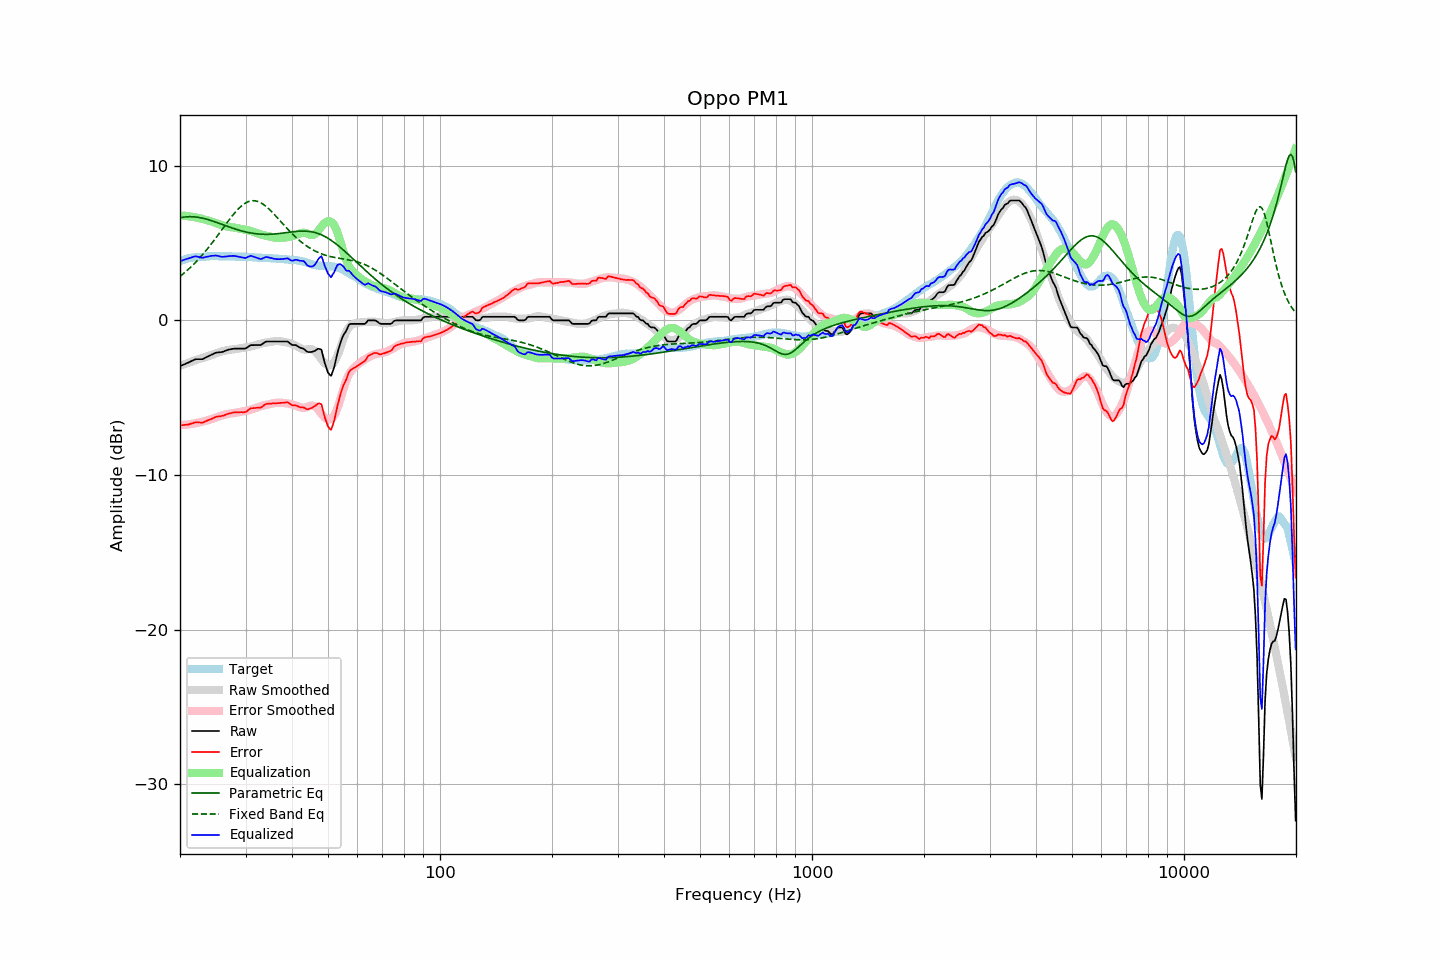 Oppo PM1
Amplitude (dBr)
10
0
−10
−20
−30
Target
Raw Smoothed
Error Smoothed
Raw
Error
Equalization
Parametric Eq
Fixed Band Eq
Equalized
100
1000
10000
Frequency (Hz)